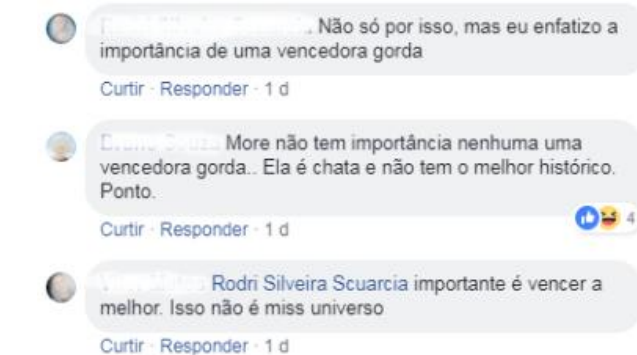 Não só por isso, mas eu enfatizo a
importância de uma vencedora gorda
Curtir · Responder · 1 d
More não tem importância nenhuma uma
vencedora gorda.. Ela é chata e não tem o melhor histórico.
Ponto.
4
Curtir · Responder · 1 d
Rodri Silveira Scuarcia importante é vencer a
melhor. Isso não é miss universo
Curtir · Responder · 1 d